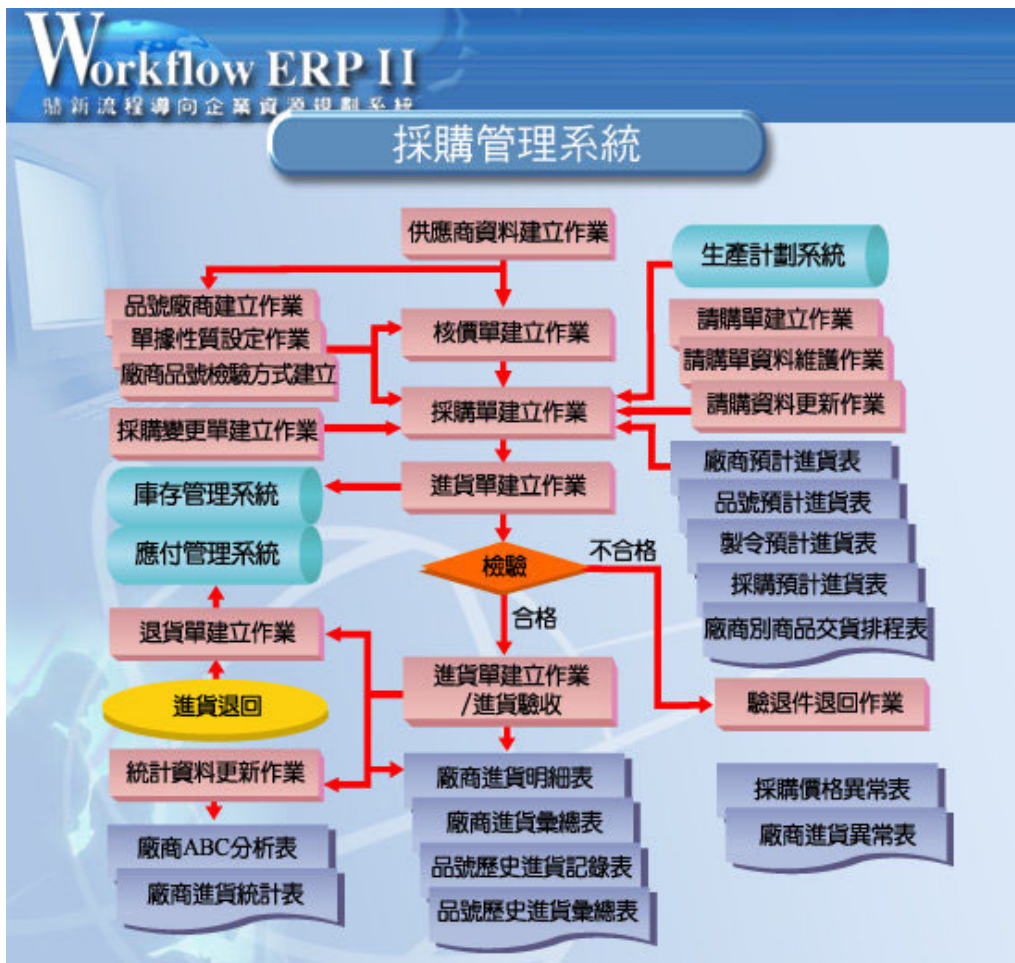 Workflow ERP II
鼎新流程導向企業資源規劃系統
採購管理系統
供應商資料建立作業
生產計劃系統
品號廠商建立作業
單據性質設定作業
廠商品號檢驗方式建立
核價單建立作業
請購單建立作業
請購單資料維護作業
請購資料更新作業
採購變更單建立作業
採購單建立作業
庫存管理系統
應付管理系統
進貨單建立作業
廠商預計進貨表
品號預計進貨表
製令預計進貨表
採購預計進貨表
廠商別商品交貨排程表
檢驗
不合格
合格
退貨單建立作業
進貨退回
進貨單建立作業
/進貨驗收
驗退件退回作業
統計資料更新作業
廠商ABC分析表
廠商進貨統計表
廠商進貨明細表
廠商進貨彙總表
品號歷史進貨記錄表
品號歷史進貨彙總表
採購價格異常表
廠商進貨異常表